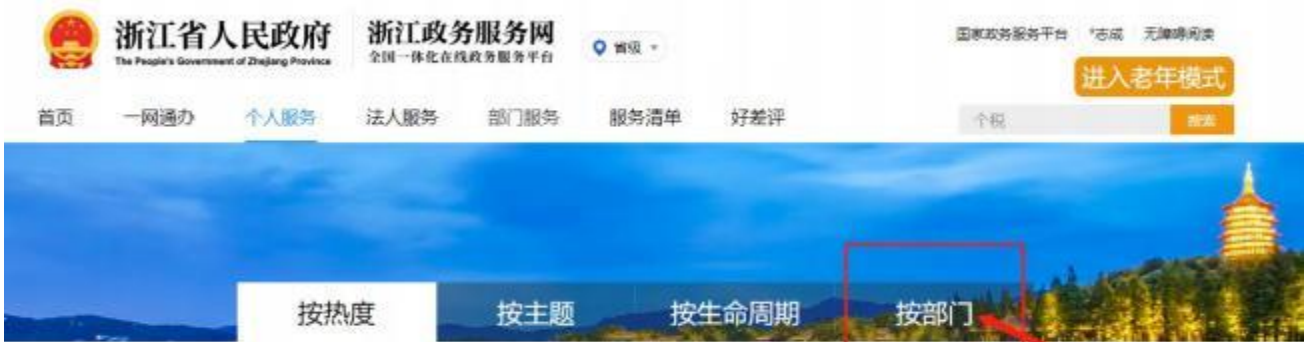 浙江省人民政府
The People's Government of Zhejiang Province
浙江政务服务网
全国一体化在线政务服务平台
省级
国家政务服务平台 *志成 无障碍阅读
进入老年模式
首页 一网通办 个人服务 法人服务 部门服务 服务清单 好差评
个税 搜索
按热度 按主题 按生命周期 按部门